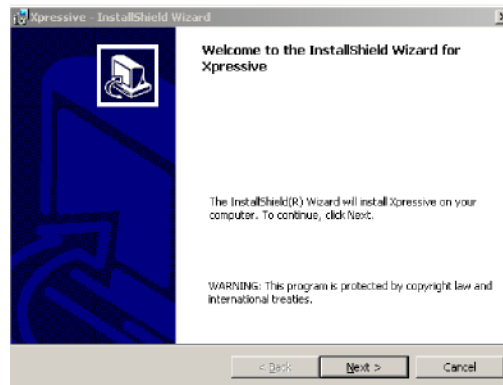 Xpressive - InstallShield Wizard
Welcome to the InstallShield Wizard for
Xpressive
The InstallShield(R) Wizard will install Xpressive on your
computer. To continue, click Next.
WARNING: This program is protected by copyright law and
international treaties.
< Back Next > Cancel